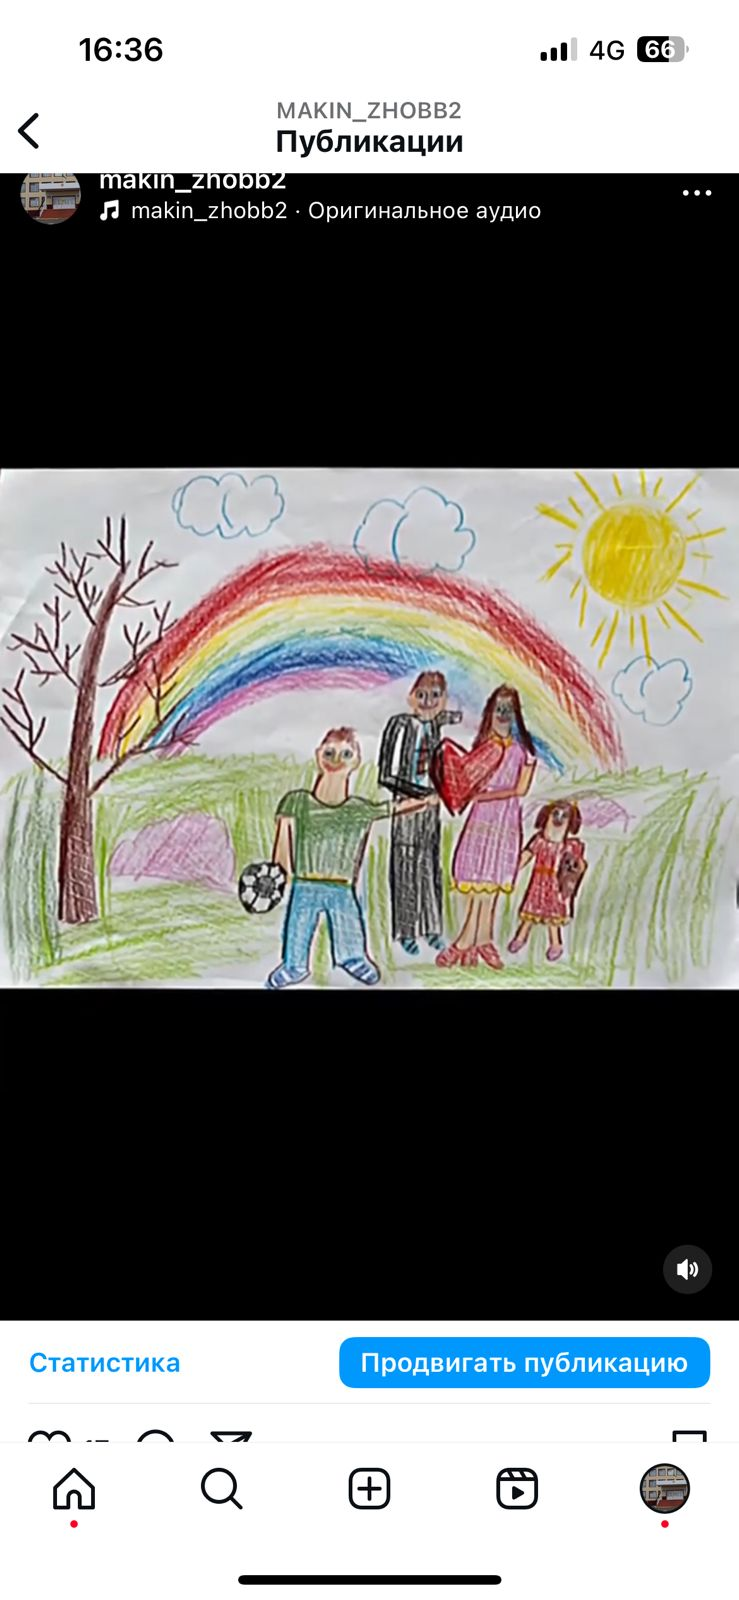 16:36
4G 66
MAKIN_ZHOBB2
Публикации
makin_zhobb2
makin_zhobb2 · Оригинальное аудио
Статистика
Продвигать публикацию